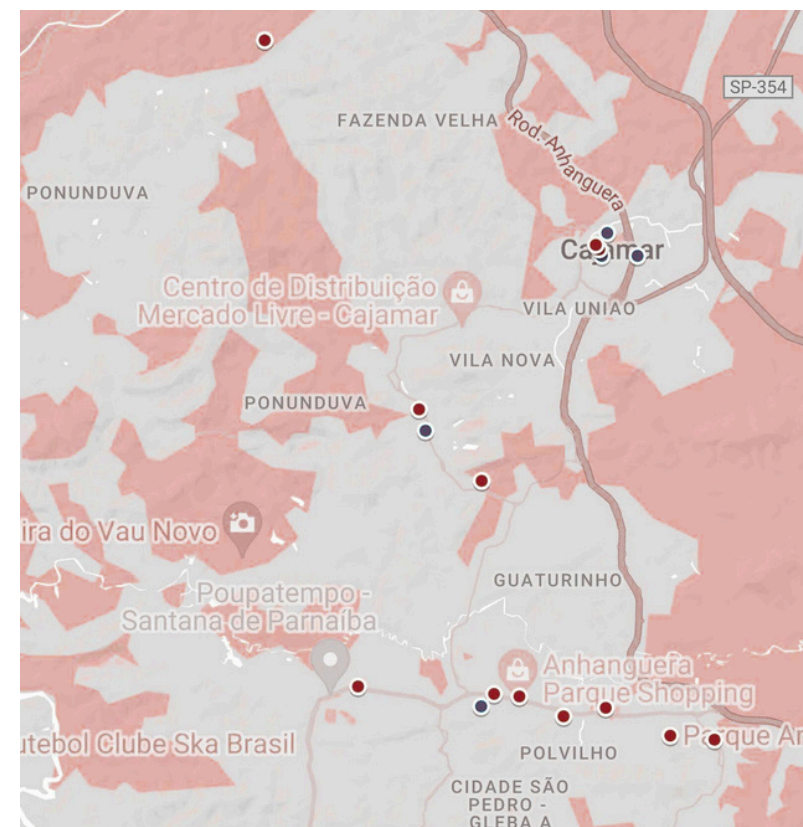 SP-354
FAZENDA VELHA
Rod. Anhanguera
PONUNDUVA
Cajamar
Centro de Distribuição
Mercado Livre - Cajamar
VILA UNIAO
VILA NOVA
PONUNDUVA
ira do Vau Novo
GUATURINHO
Poupatempo -
Santana de Parnaíba
Anhanguera
Parque Shopping
Parque An
utebol Clube Ska Brasil
POLVILHO
CIDADE SÃO
PEDRO -
GLEBA A